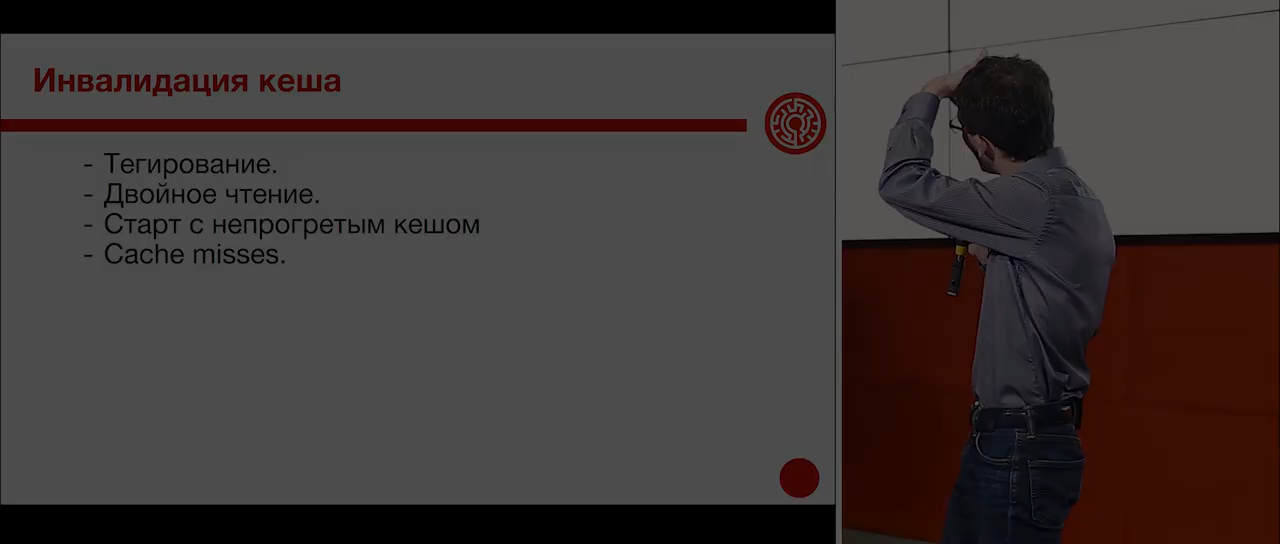 Инвалидация кеша
- Тегирование.
- Двойное чтение.
- Старт с непрогретым кешом
- Cache misses.